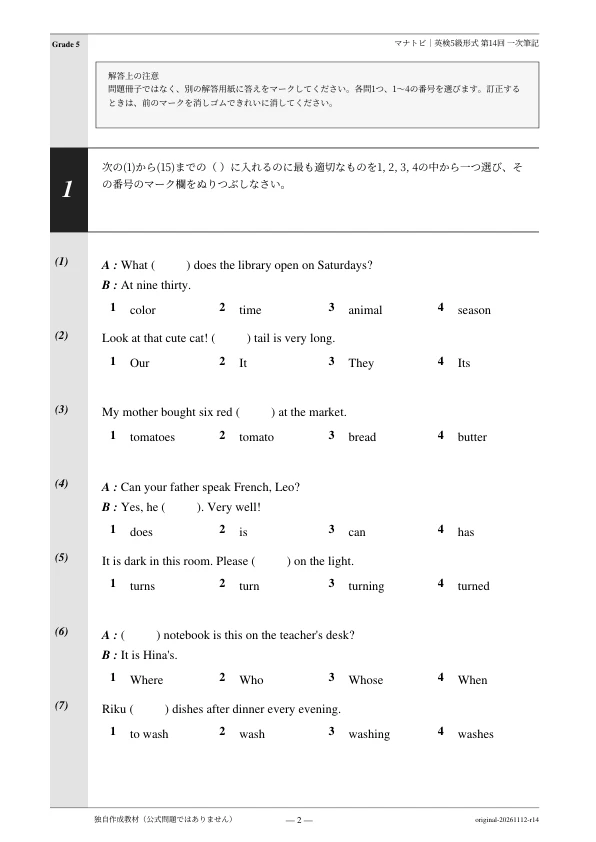 Grade 5
マナトビ｜英検5級形式 第14回 一次筆記
解答上の注意
問題冊子ではなく、別の解答用紙に答えをマークしてください。各問1つ、1～4の番号を選びます。訂正する
ときは、前のマークを消しゴムできれいに消してください。
1
次の(1)から(15)までの（ ）に入れるのに最も適切なものを1, 2, 3, 4の中から一つ選び、そ
の番号のマーク欄をぬりつぶしなさい。
(1)
A : What ( ) does the library open on Saturdays?
B : At nine thirty.
1 color 2 time 3 animal 4 season
(2)
Look at that cute cat! ( ) tail is very long.
1 Our 2 It 3 They 4 Its
(3)
My mother bought six red ( ) at the market.
1 tomatoes 2 tomato 3 bread 4 butter
(4)
A : Can your father speak French, Leo?
B : Yes, he ( ). Very well!
1 does 2 is 3 can 4 has
(5)
It is dark in this room. Please ( ) on the light.
1 turns 2 turn 3 turning 4 turned
(6)
A : ( ) notebook is this on the teacher's desk?
B : It is Hina's.
1 Where 2 Who 3 Whose 4 When
(7)
Riku ( ) dishes after dinner every evening.
1 to wash 2 wash 3 washing 4 washes
独自作成教材（公式問題ではありません）
— 2 —
original-20261112-r14